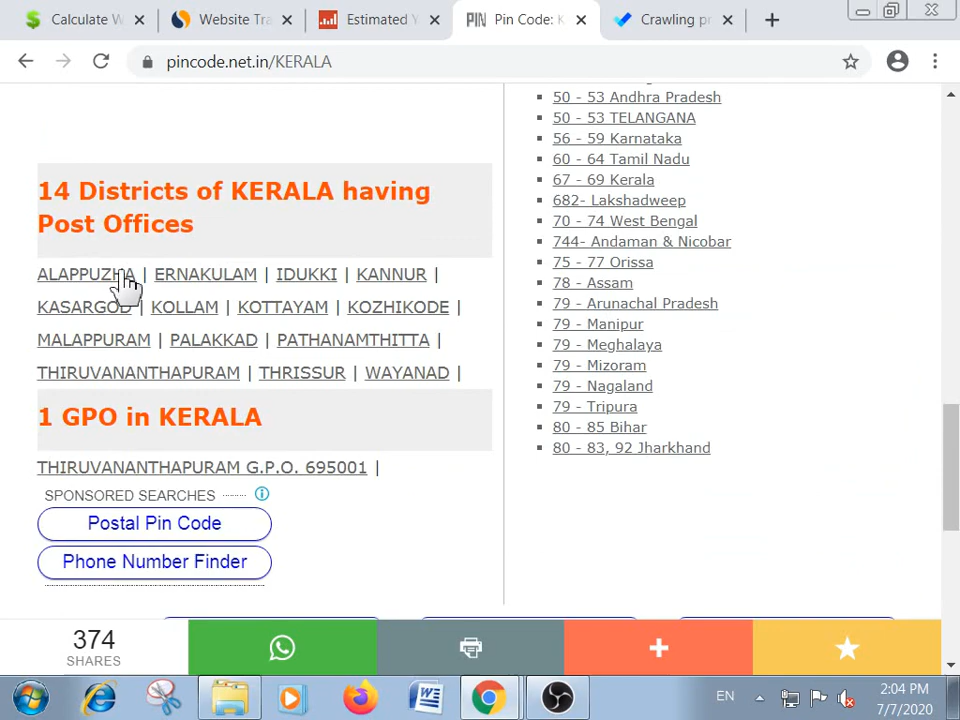 Calculate W
Website Tra
Estimated Y
Pin Code: K
Crawling pr
pincode.net.in/KERALA
14 Districts of KERALA having
Post Offices
ALAPPUZHA | ERNAKULAM | IDUKKI | KANNUR |
KASARGOD | KOLLAM | KOTTAYAM | KOZHIKODE |
MALAPPURAM | PALAKKAD | PATHANAMTHITTA |
THIRUVANANTHAPURAM | THRISSUR | WAYANAD |
1 GPO in KERALA
THIRUVANANTHAPURAM G.P.O. 695001 |
SPONSORED SEARCHES
Postal Pin Code
Phone Number Finder
50 - 53 Andhra Pradesh
50 - 53 TELANGANA
56 - 59 Karnataka
60 - 64 Tamil Nadu
67 - 69 Kerala
682- Lakshadweep
70 - 74 West Bengal
744- Andaman & Nicobar
75 - 77 Orissa
78 - Assam
79 - Arunachal Pradesh
79 - Manipur
79 - Meghalaya
79 - Mizoram
79 - Nagaland
79 - Tripura
80 - 85 Bihar
80 - 83, 92 Jharkhand
374
SHARES
EN
2:04 PM
7/7/2020